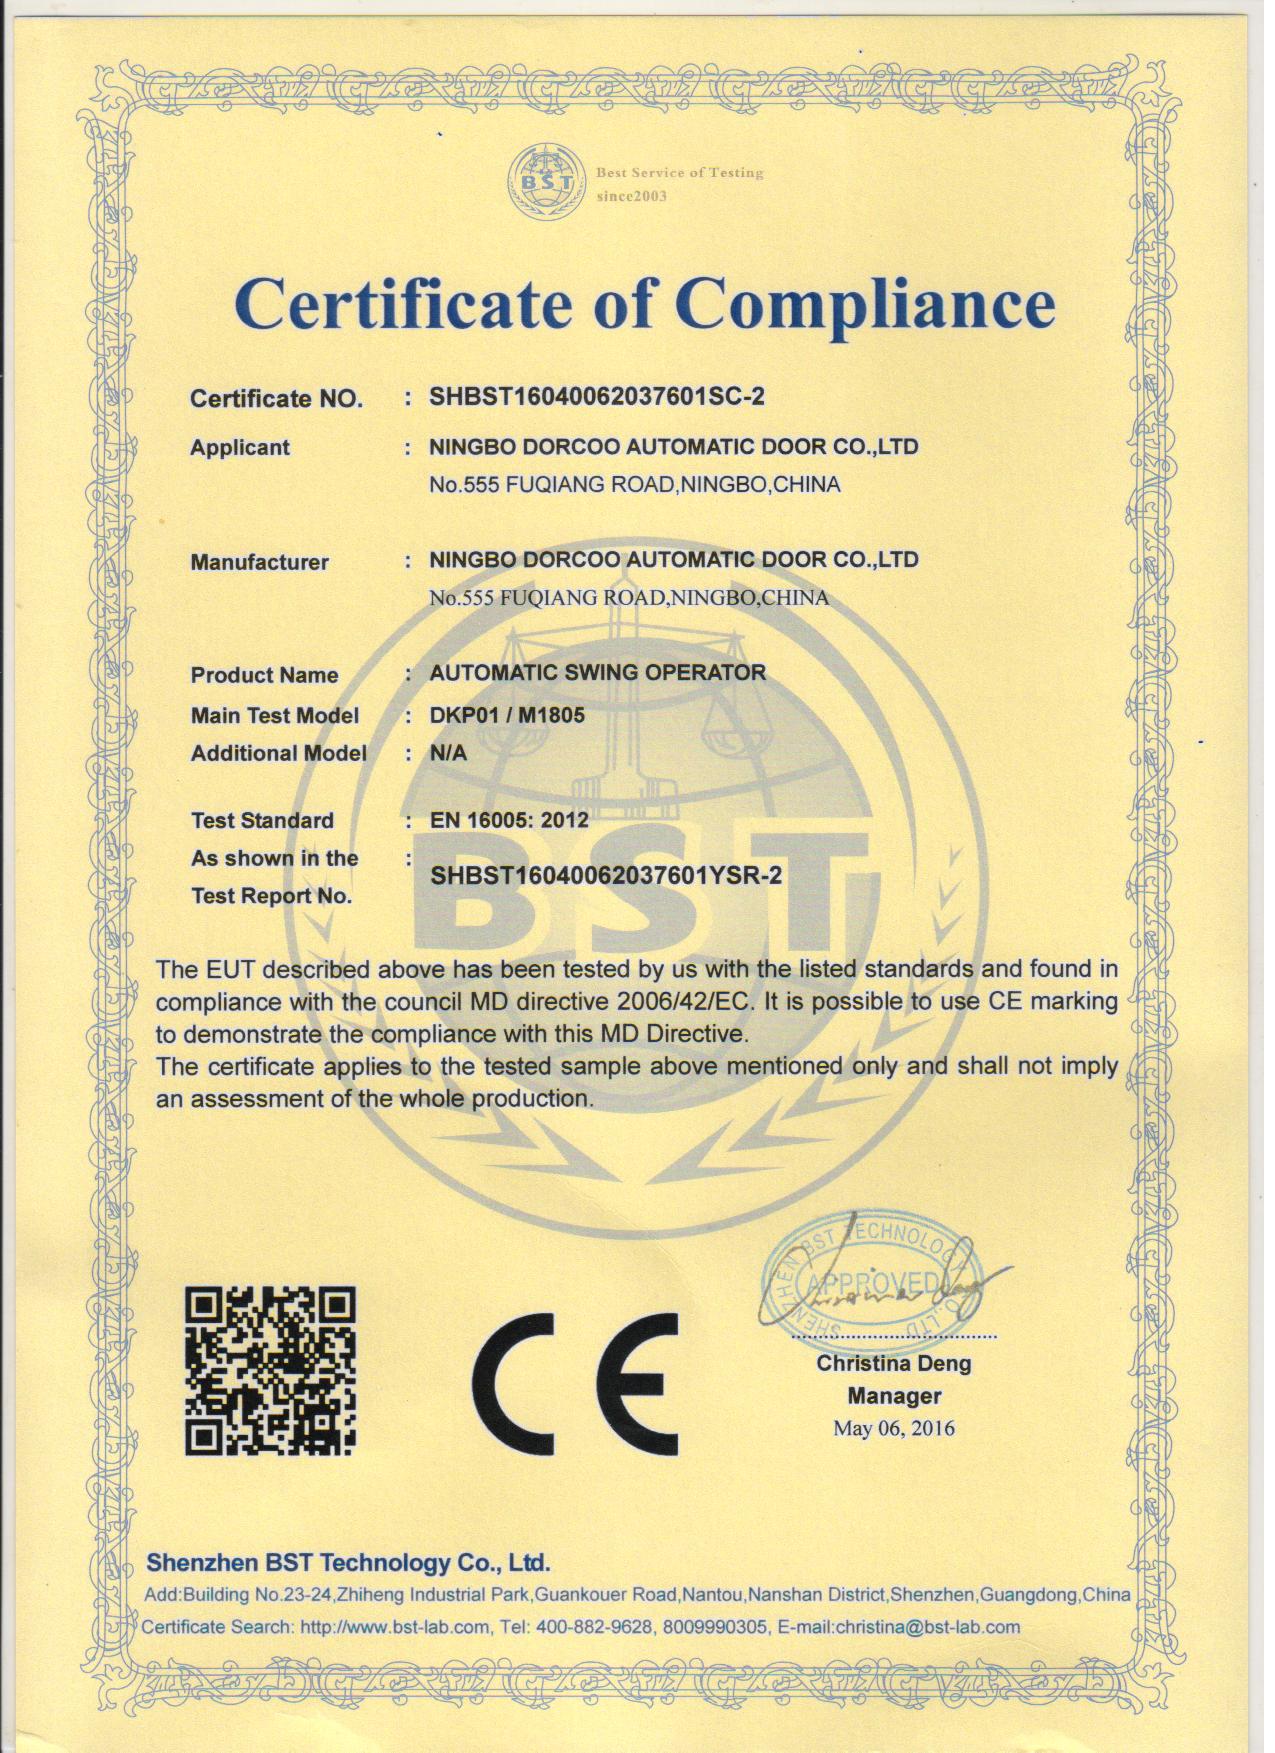 BST
Best Service of Testing
since2003
Certificate of Compliance
Certificate NO. : SHBST16040062037601SC-2
Applicant : NINGBO DORCOO AUTOMATIC DOOR CO.,LTD
No.555 FUQIANG ROAD,NINGBO,CHINA
Manufacturer : NINGBO DORCOO AUTOMATIC DOOR CO.,LTD
No.555 FUQIANG ROAD,NINGBO,CHINA
Product Name : AUTOMATIC SWING OPERATOR
Main Test Model : DKP01 / M1805
Additional Model : N/A
Test Standard : EN 16005: 2012
As shown in the :
Test Report No. SHBST16040062037601YSR-2
BST
The EUT described above has been tested by us with the listed standards and found in
compliance with the council MD directive 2006/42/EC. It is possible to use CE marking
to demonstrate the compliance with this MD Directive.
The certificate applies to the tested sample above mentioned only and shall not imply
an assessment of the whole production.
SHENZHEN BST TECHNOLOGY CO.,LTD
APPROVED
CE
Christina Deng
Manager
May 06, 2016
Shenzhen BST Technology Co., Ltd.
Add:Building No.23-24,Zhiheng Industrial Park,Guankouer Road,Nantou,Nanshan District,Shenzhen,Guangdong,China
Certificate Search: http://www.bst-lab.com, Tel: 400-882-9628, 8009990305, E-mail:christina@bst-lab.com